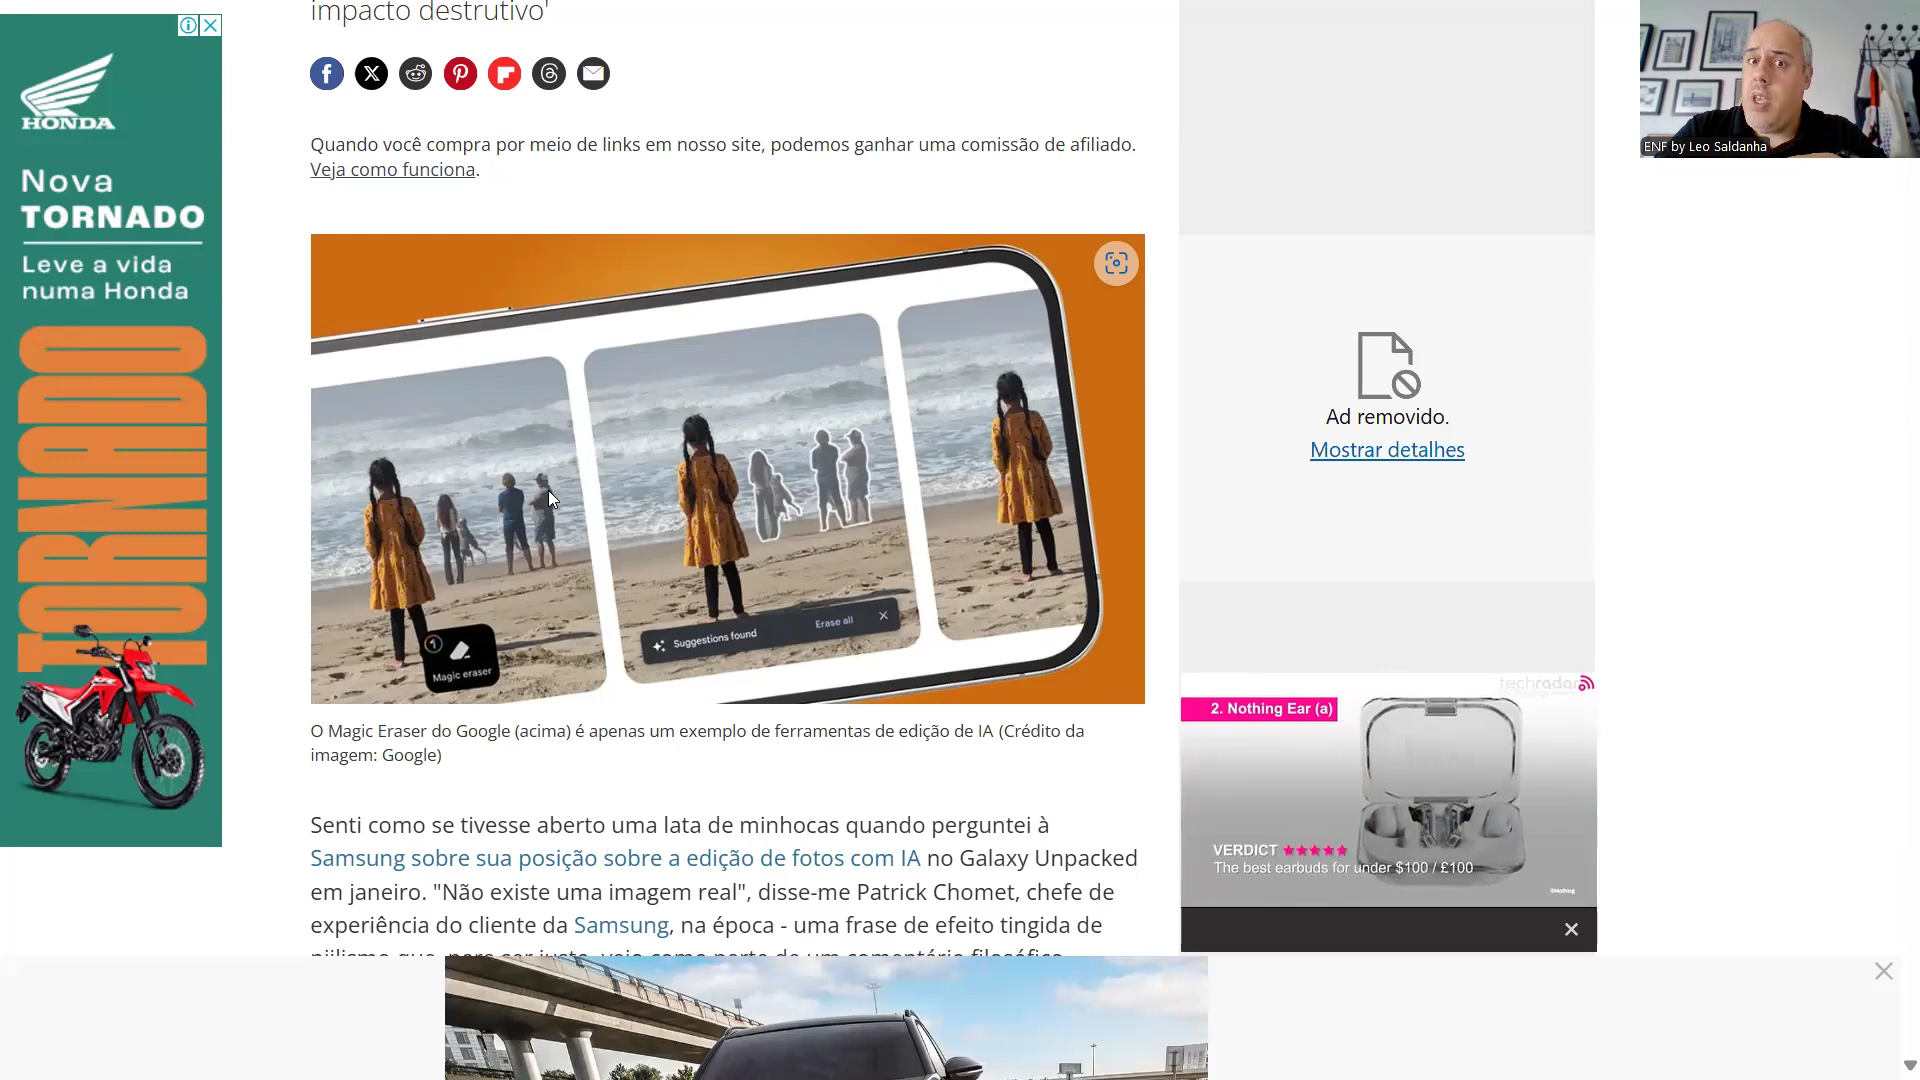 impacto destrutivo'
Quando você compra por meio de links em nosso site, podemos ganhar uma comissão de afiliado.
Veja como funciona.
HONDA
Nova
TORNADO
Leve a vida
numa Honda
TORNADO
Magic eraser
Suggestions found
Erase all
O Magic Eraser do Google (acima) é apenas um exemplo de ferramentas de edição de IA (Crédito da
imagem: Google)
Senti como se tivesse aberto uma lata de minhocas quando perguntei à
Samsung sobre sua posição sobre a edição de fotos com IA no Galaxy Unpacked
em janeiro. "Não existe uma imagem real", disse-me Patrick Chomet, chefe de
experiência do cliente da Samsung, na época - uma frase de efeito tingida de
Ad removido.
Mostrar detalhes
techradar
2. Nothing Ear (a)
VERDICT ★★★★★
The best earbuds for under $100 / £100
©Nothing
ENF by Leo Saldanha